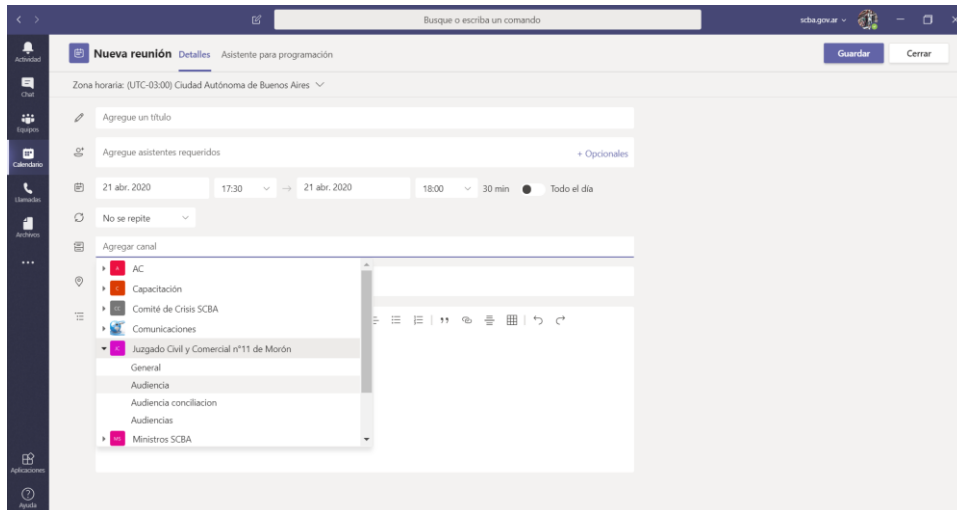 Busque o escriba un comando
scba.gov.ar
Actividad
Chat
Equipos
Calendario
Llamadas
Archivos
Aplicaciones
Ayuda
Nueva reunión Detalles Asistente para programación
Guardar Cerrar
Zona horaria: (UTC-03:00) Ciudad Autónoma de Buenos Aires
Agregue un título
Agregue asistentes requeridos + Opcionales
21 abr. 2020 17:30 → 21 abr. 2020 18:00 30 min Todo el día
No se repite
Agregar canal
A AC
C Capacitación
CC Comité de Crisis SCBA
Comunicaciones
JC Juzgado Civil y Comercial n°11 de Morón
General
Audiencia
Audiencia conciliacion
Audiencias
MS Ministros SCBA